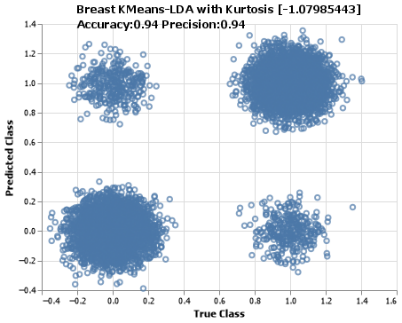 Breast KMeans-LDA with Kurtosis [-1.07985443]
Accuracy:0.94 Precision:0.94
1.4
1.2
1.0
0.8
0.6
0.4
0.2
0.0
−0.2
−0.4
Predicted Class
−0.4 −0.2 0.0 0.2 0.4 0.6 0.8 1.0 1.2 1.4 1.6
True Class